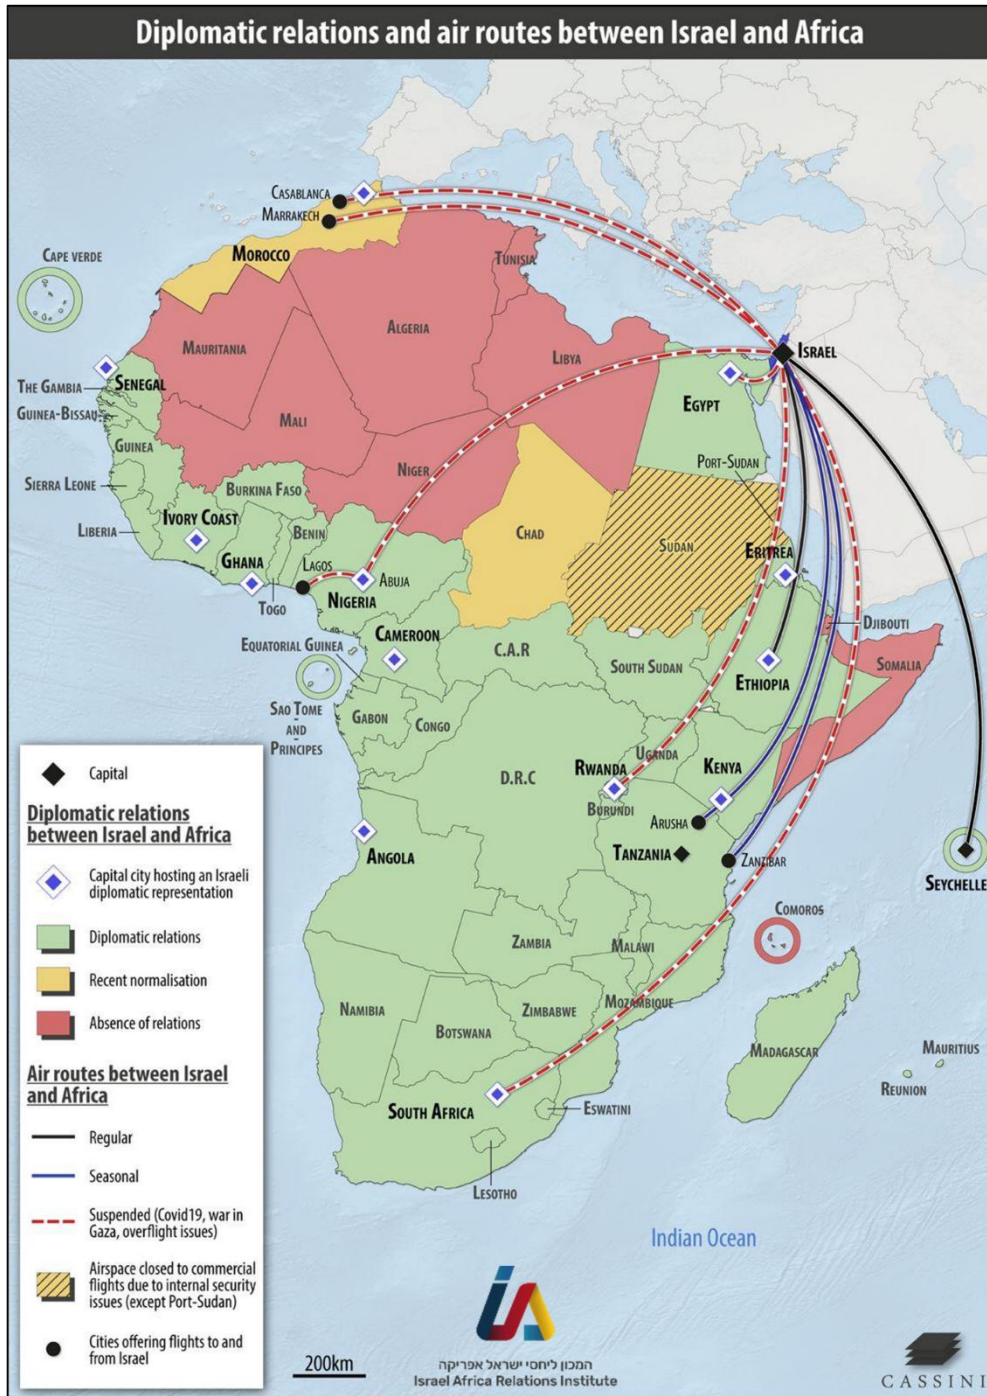 Diplomatic relations and air routes between Israel and Africa
CASABLANCA
MARRAKECH
MOROCCO
CAPE VERDE
TUNISIA
ALGERIA
LIBYA
MAURITANIA
ISRAEL
EGYPT
SENEGAL
THE GAMBIA
GUINEA-BISSAU
MALI
NIGER
PORT-SUDAN
GUINEA
SIERRA LEONE
BURKINA FASO
LIBERIA
IVORY COAST
BENIN
CHAD
SUDAN
ERITREA
GHANA
LAGOS
ABUJA
TOGO
NIGERIA
DJIBOUTI
CAMEROON
EQUATORIAL GUINEA
C.A.R
SOUTH SUDAN
SOMALIA
ETHIOPIA
SAO TOME
-AND-
PRINCIPES
GABON
CONGO
D.R.C
RWANDA
UGANDA
KENYA
BURUNDI
ARUSHA
TANZANIA
ZANZIBAR
ANGOLA
SEYCHELLE
COMOROS
ZAMBIA
MALAWI
MOZAMBIQUE
NAMIBIA
ZIMBABWE
BOTSWANA
MADAGASCAR
MAURITIUS
REUNION
SOUTH AFRICA
ESWATINI
LESOTHO
Indian Ocean
Capital
Diplomatic relations
between Israel and Africa
Capital city hosting an Israeli
diplomatic representation
Diplomatic relations
Recent normalisation
Absence of relations
Air routes between Israel
and Africa
Regular
Seasonal
Suspended (Covid19, war in
Gaza, overflight issues)
Airspace closed to commercial
flights due to internal security
issues (except Port-Sudan)
Cities offering flights to and
from Israel
200km
המכון ליחסי ישראל אפריקה
Israel Africa Relations Institute
CASSINI